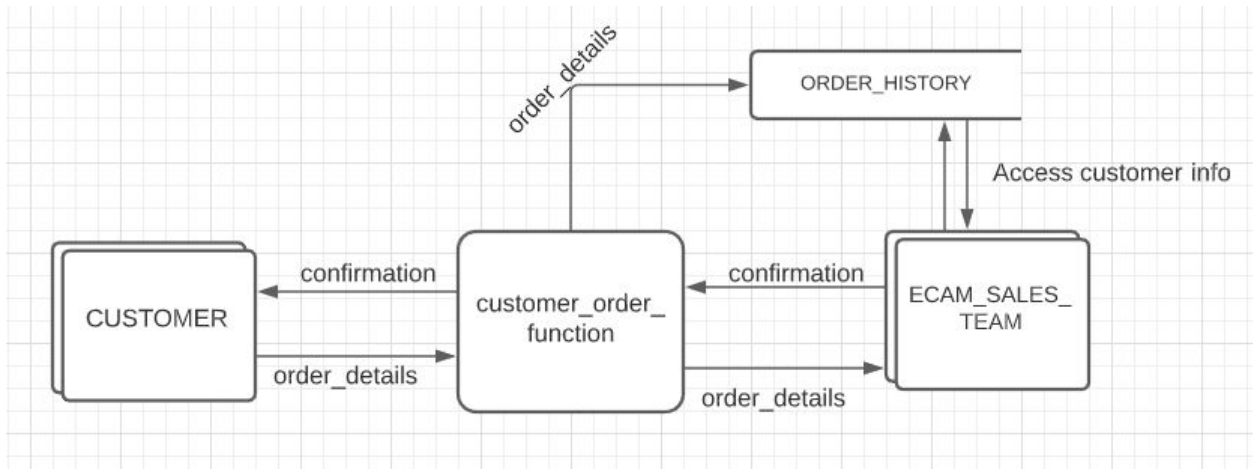 order_details
ORDER_HISTORY
Access customer info
CUSTOMER
confirmation
order_details
customer_order_
function
confirmation
order_details
ECAM_SALES_
TEAM